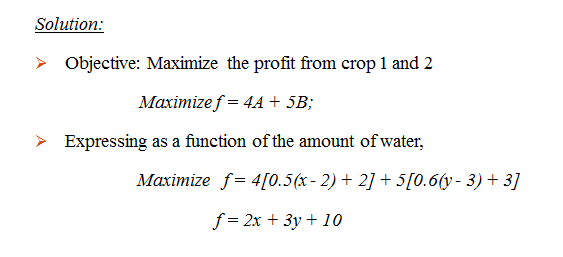 Solution:
➢ Objective: Maximize the profit from crop 1 and 2
Maximize f = 4A + 5B;
➢ Expressing as a function of the amount of water,
Maximize f = 4[0.5(x - 2) + 2] + 5[0.6(y - 3) + 3]
f = 2x + 3y + 10